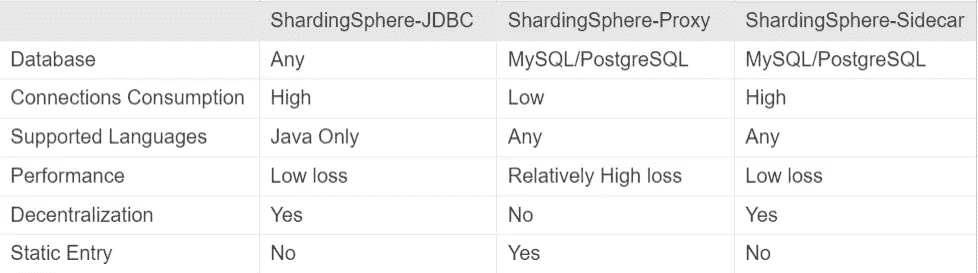 ShardingSphere-JDBC ShardingSphere-Proxy ShardingSphere-Sidecar
Database Any MySQL/PostgreSQL MySQL/PostgreSQL
Connections Consumption High Low High
Supported Languages Java Only Any Any
Performance Low loss Relatively High loss Low loss
Decentralization Yes No Yes
Static Entry No Yes No